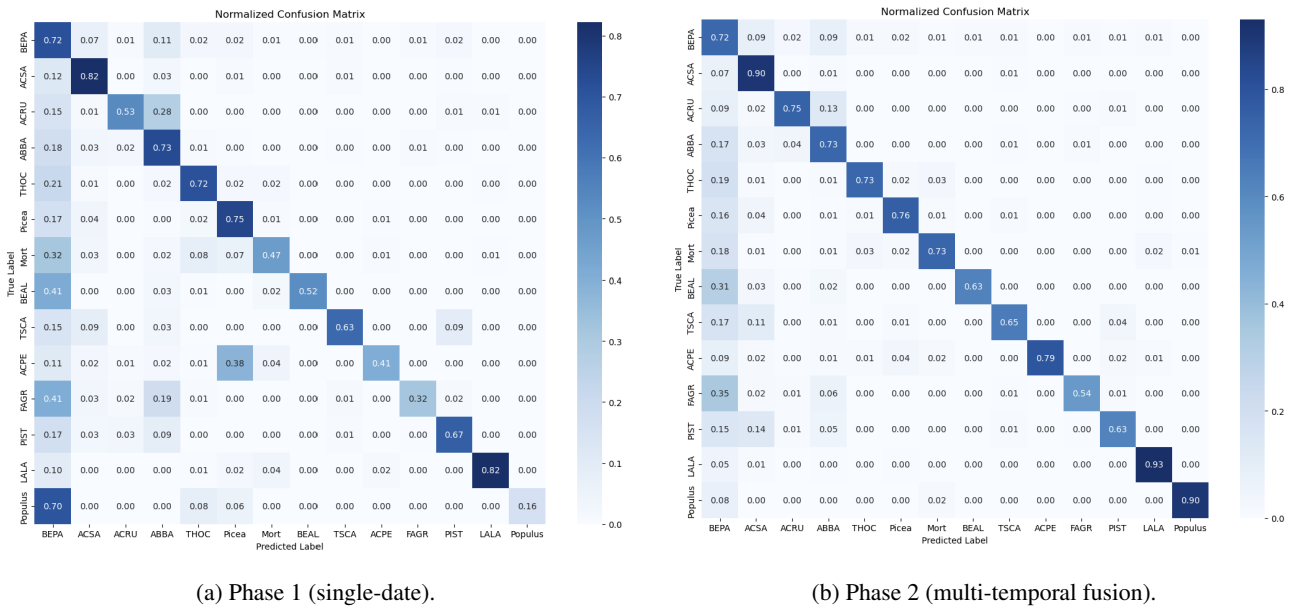 Normalized Confusion Matrix
BEPA 0.72 0.07 0.01 0.11 0.02 0.02 0.01 0.00 0.01 0.01 0.01 0.02 0.00 0.00
ACSA 0.12 0.82 0.00 0.03 0.00 0.01 0.00 0.00 0.01 0.00 0.00 0.01 0.00 0.00
ACRU 0.15 0.01 0.53 0.28 0.00 0.00 0.00 0.00 0.00 0.00 0.00 0.01 0.01 0.00
ABBA 0.18 0.03 0.02 0.73 0.01 0.00 0.00 0.00 0.00 0.00 0.01 0.01 0.00 0.00
THOC 0.21 0.01 0.00 0.02 0.72 0.02 0.02 0.00 0.00 0.00 0.00 0.00 0.00 0.00
Picea 0.17 0.04 0.00 0.00 0.02 0.75 0.01 0.00 0.01 0.00 0.00 0.00 0.00 0.00
Mort 0.32 0.03 0.00 0.02 0.08 0.07 0.47 0.00 0.00 0.01 0.00 0.00 0.01 0.00
BEAL 0.41 0.00 0.00 0.03 0.01 0.00 0.02 0.52 0.00 0.00 0.00 0.00 0.00 0.00
TSCA 0.15 0.09 0.00 0.03 0.00 0.00 0.00 0.00 0.63 0.00 0.00 0.09 0.00 0.00
ACPE 0.11 0.02 0.01 0.02 0.01 0.38 0.04 0.00 0.00 0.41 0.00 0.00 0.00 0.00
FAGR 0.41 0.03 0.02 0.19 0.01 0.00 0.00 0.00 0.01 0.00 0.32 0.01 0.00 0.00
PIST 0.17 0.03 0.03 0.09 0.00 0.00 0.00 0.00 0.01 0.00 0.00 0.67 0.00 0.00
LALA 0.10 0.00 0.00 0.00 0.01 0.02 0.04 0.00 0.00 0.02 0.00 0.00 0.82 0.00
Populus 0.70 0.00 0.00 0.00 0.08 0.06 0.00 0.00 0.00 0.00 0.00 0.00 0.00 0.16
BEPA ACSA ACRU ABBA THOC Picea Mort BEAL TSCA ACPE FAGR PIST LALA Populus
True Label
Predicted Label
0.8
0.7
0.6
0.5
0.4
0.3
0.2
0.1
0.0
(a) Phase 1 (single-date).
Normalized Confusion Matrix
BEPA 0.72 0.09 0.02 0.09 0.01 0.02 0.01 0.01 0.01 0.00 0.01 0.01 0.00 0.00
ACSA 0.07 0.90 0.00 0.01 0.00 0.00 0.00 0.00 0.00 0.00 0.00 0.01 0.00 0.00
ACRU 0.09 0.02 0.75 0.13 0.00 0.00 0.00 0.00 0.00 0.00 0.00 0.01 0.00 0.00
ABBA 0.17 0.03 0.04 0.73 0.00 0.00 0.00 0.00 0.00 0.00 0.01 0.01 0.00 0.00
THOC 0.19 0.01 0.00 0.01 0.73 0.02 0.03 0.00 0.00 0.00 0.00 0.00 0.00 0.00
Picea 0.16 0.04 0.00 0.01 0.01 0.76 0.01 0.00 0.01 0.00 0.00 0.00 0.00 0.00
Mort 0.18 0.01 0.00 0.01 0.03 0.02 0.73 0.00 0.00 0.00 0.00 0.00 0.02 0.01
BEAL 0.31 0.03 0.00 0.02 0.00 0.00 0.00 0.63 0.00 0.00 0.00 0.00 0.00 0.00
TSCA 0.17 0.11 0.00 0.01 0.00 0.01 0.00 0.00 0.65 0.00 0.00 0.04 0.00 0.00
ACPE 0.09 0.02 0.00 0.01 0.01 0.04 0.02 0.00 0.00 0.79 0.00 0.02 0.01 0.00
FAGR 0.35 0.02 0.01 0.06 0.00 0.00 0.00 0.00 0.01 0.00 0.54 0.01 0.00 0.00
PIST 0.15 0.14 0.01 0.05 0.00 0.00 0.00 0.00 0.01 0.00 0.00 0.63 0.00 0.00
LALA 0.05 0.01 0.00 0.00 0.00 0.00 0.00 0.00 0.00 0.00 0.00 0.00 0.93 0.00
Populus 0.08 0.00 0.00 0.00 0.00 0.00 0.02 0.00 0.00 0.00 0.00 0.00 0.00 0.90
BEPA ACSA ACRU ABBA THOC Picea Mort BEAL TSCA ACPE FAGR PIST LALA Populus
True Label
Predicted Label
0.8
0.6
0.4
0.2
0.0
(b) Phase 2 (multi-temporal fusion).